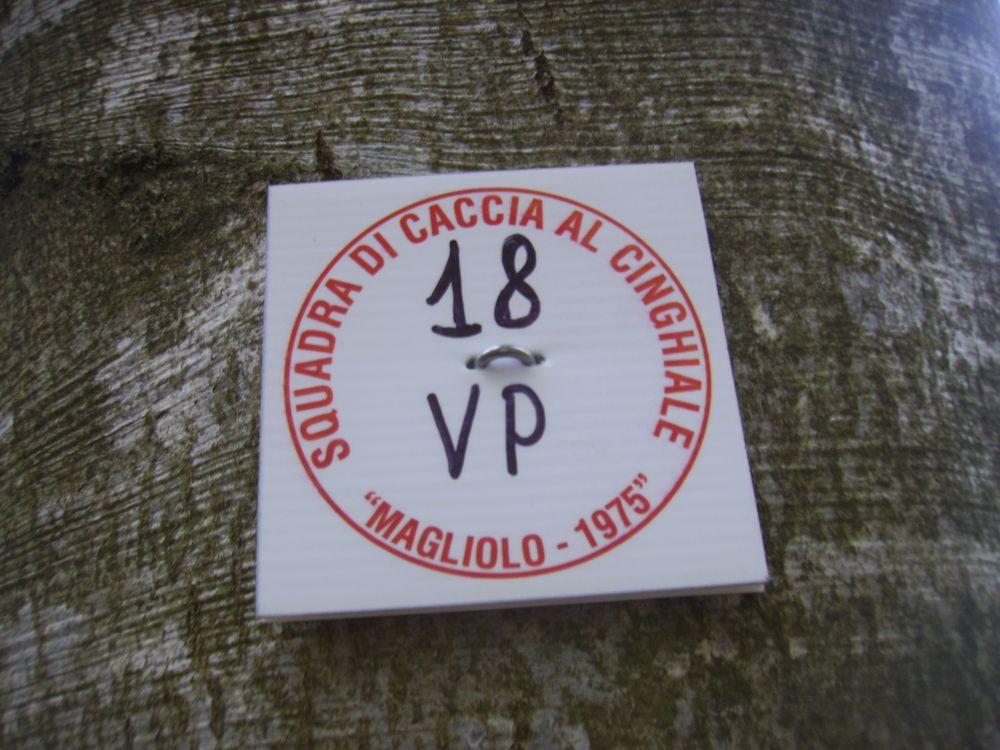 SQUADRA DI CACCIA AL CINGHIALE
18
VP
“MAGLIOLO - 1975”